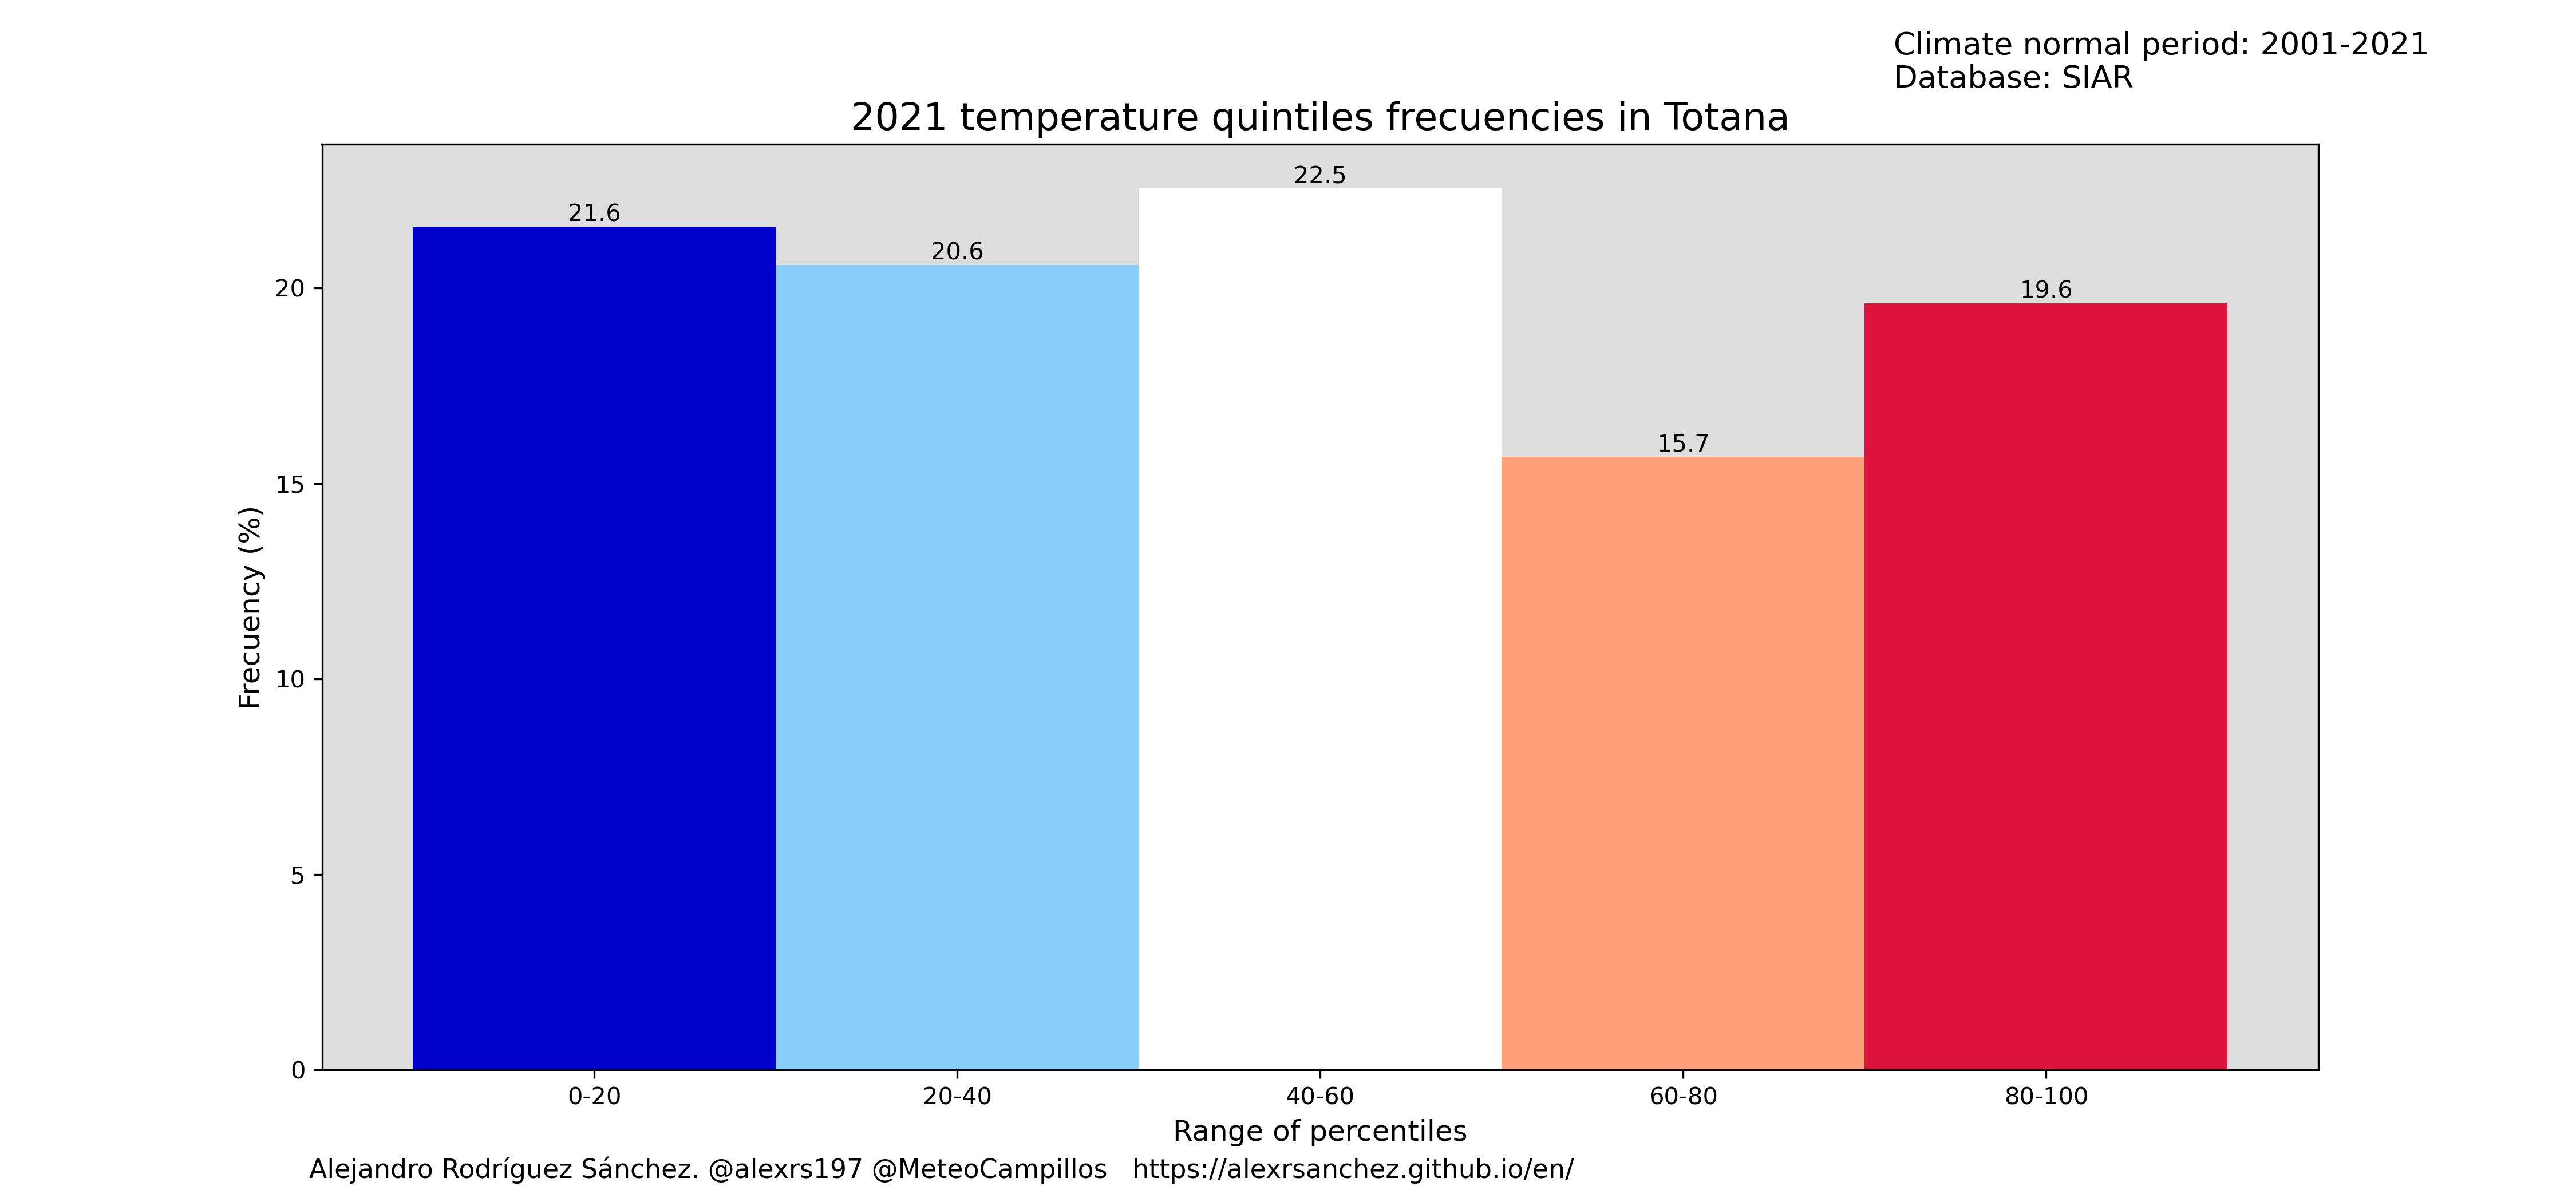 Climate normal period: 2001-2021
Database: SIAR
2021 temperature quintiles frecuencies in Totana
22.5
21.6
20.6
20
19.6
15.7
15
Frecuency (%)
10
5
0
0-20 20-40 40-60 60-80 80-100
Range of percentiles
Alejandro Rodríguez Sánchez. @alexrs197 @MeteoCampillos https://alexrsanchez.github.io/en/